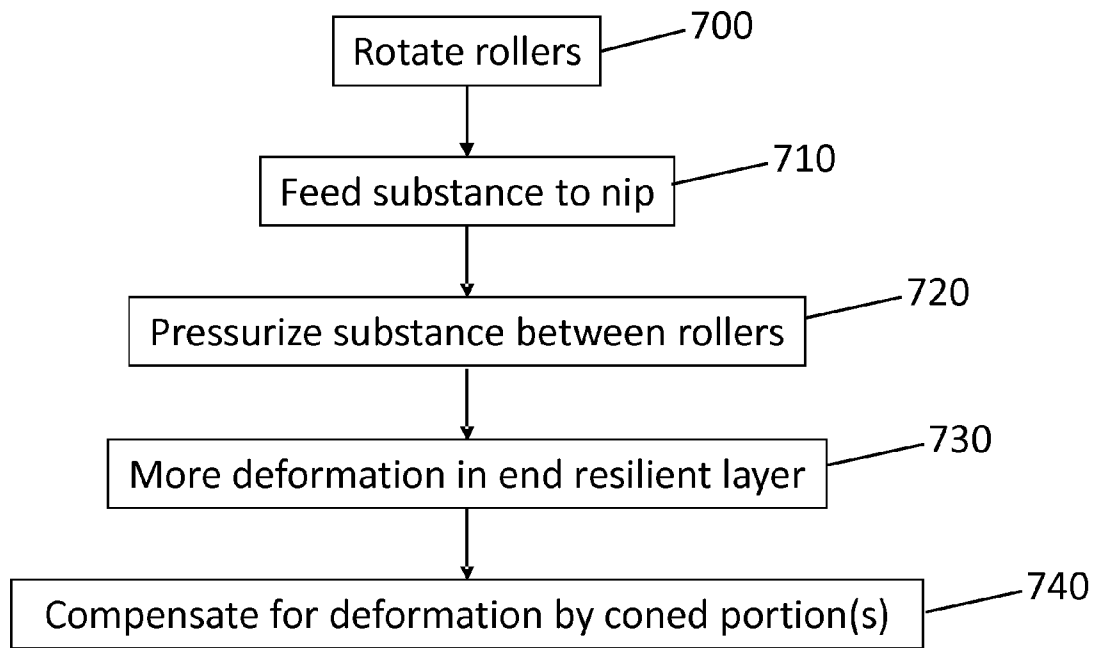 700
Rotate rollers
710
Feed substance to nip
720
Pressurize substance between rollers
730
More deformation in end resilient layer
740
Compensate for deformation by coned portion(s)